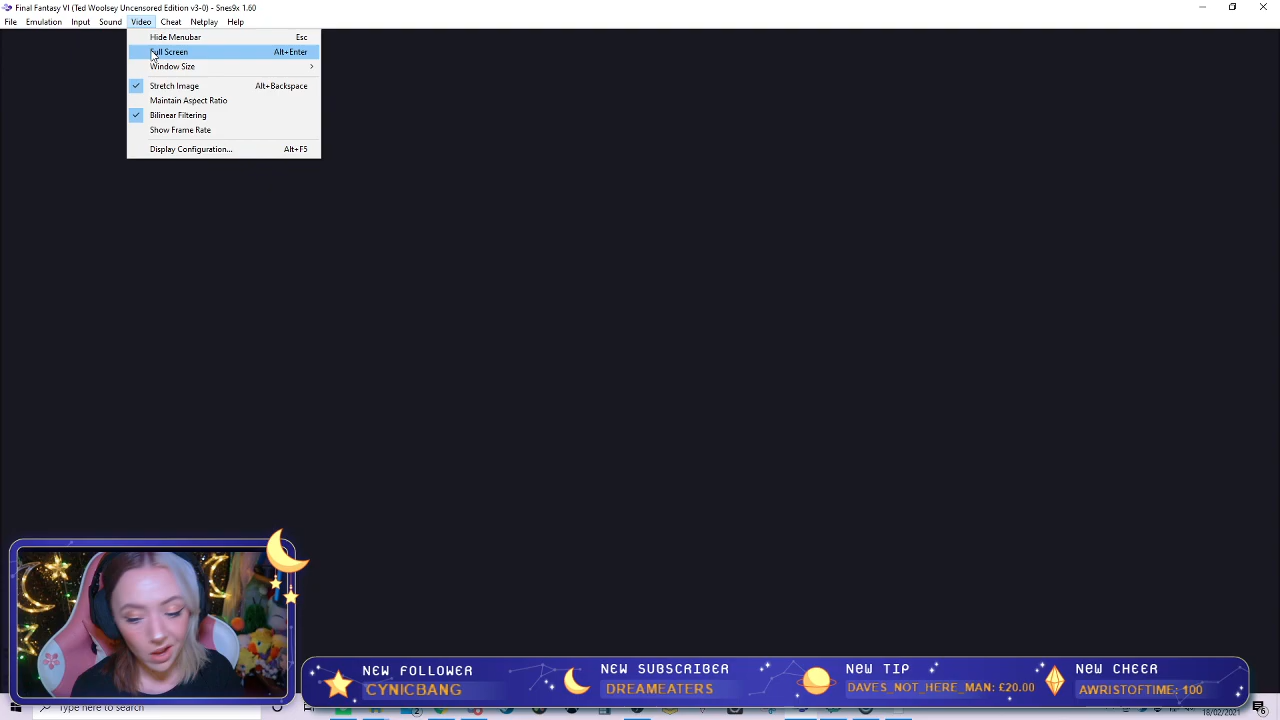 Final Fantasy VI (Ted Woolsey Uncensored Edition v3-0) - Snes9x 1.60
File Emulation Input Sound Video Cheat Netplay Help
Hide Menubar Esc
Full Screen Alt+Enter
Window Size
Stretch Image Alt+Backspace
Maintain Aspect Ratio
Bilinear Filtering
Show Frame Rate
Display Configuration... Alt+F5
NEW FOLLOWER
CYNICBANG
NEW SUBSCRIBER
DREAMEATERS
NEW TIP
DAVES_NOT_HERE_MAN: £20.00
NEW CHEER
AWRISTOFTIME: 100
Type here to search
18/02/2021